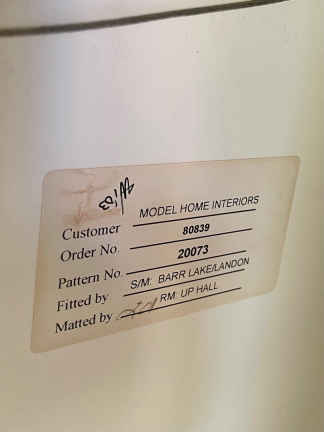 Customer MODEL HOME INTERIORS
Order No. 80839
Pattern No. 20073
Fitted by S/M: BARR LAKE/LANDON
Matted by RM: UP HALL